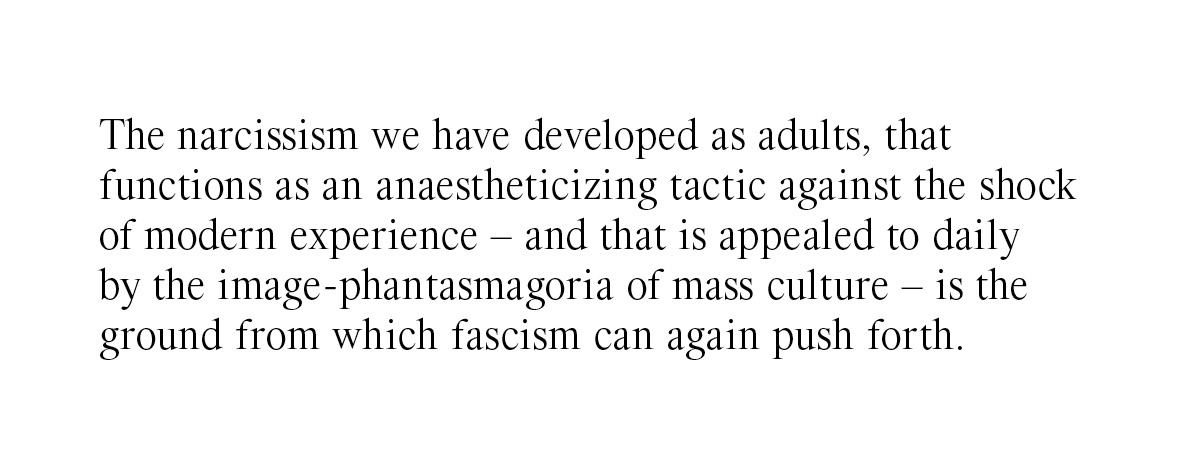 The narcissism we have developed as adults, that
functions as an anaestheticizing tactic against the shock
of modern experience – and that is appealed to daily
by the image-phantasmagoria of mass culture – is the
ground from which fascism can again push forth.